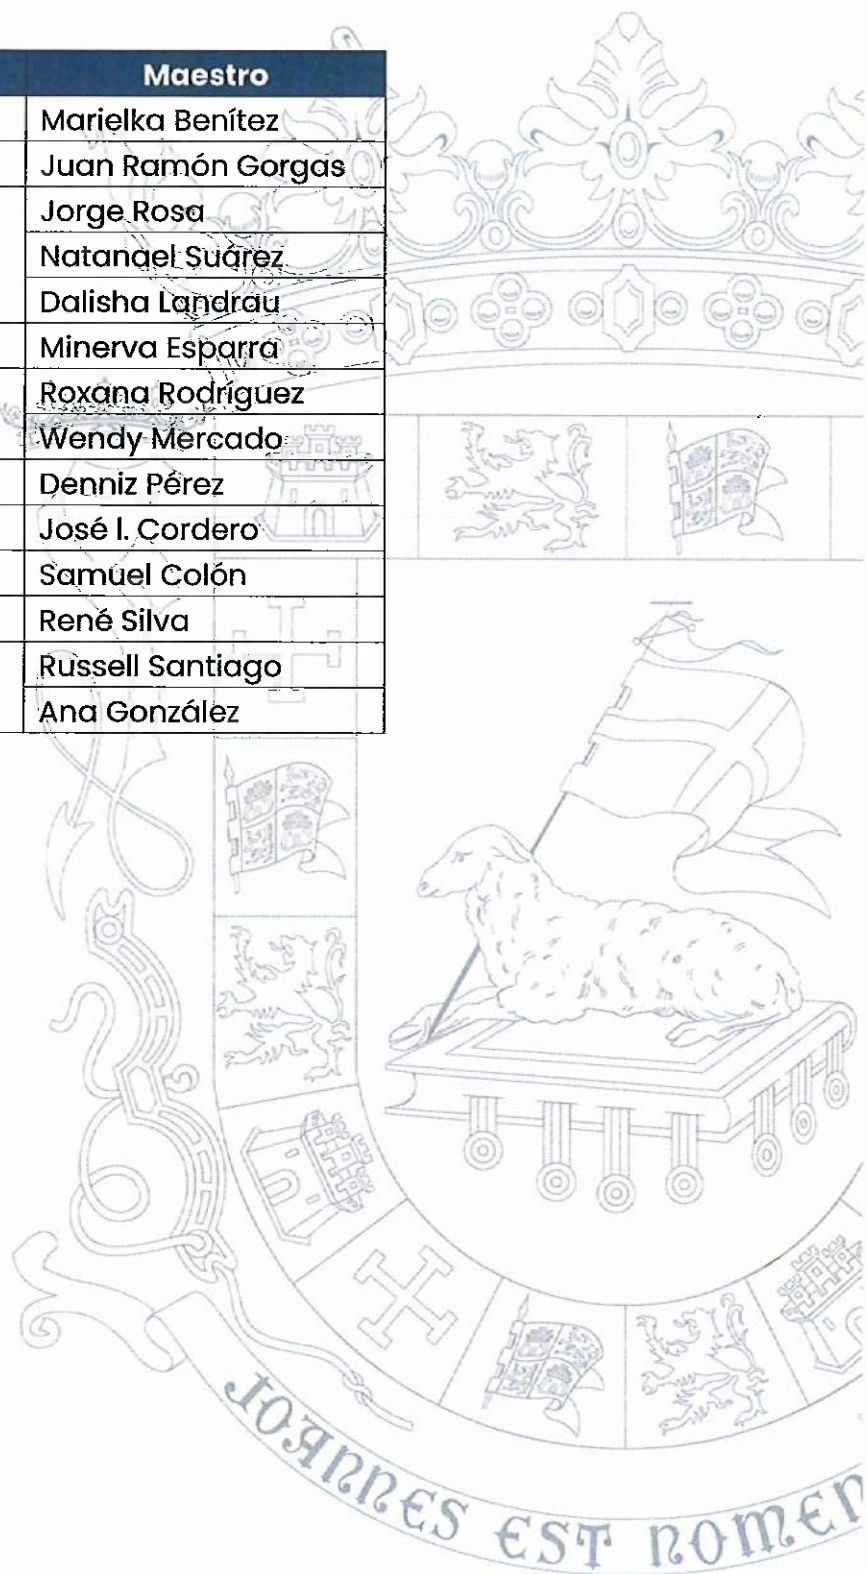 Maestro
Marielka Benítez
Juan Ramón Gorgas
Jorge Rosa
Natanael Suárez
Dalisha Landrau
Minerva Esparra
Roxana Rodríguez
Wendy Mercado
Denniz Pérez
José I. Cordero
Samuel Colón
René Silva
Russell Santiago
Ana González
JOANNES EST NOMEN